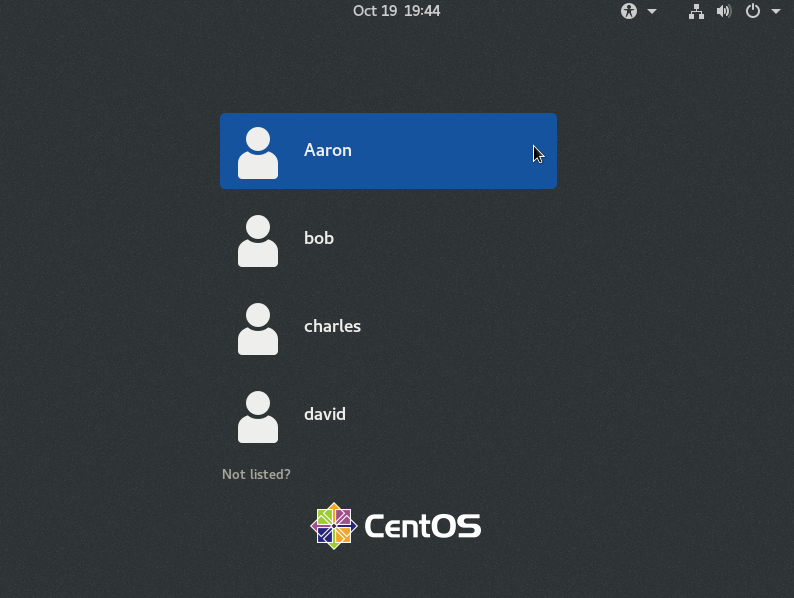 Oct 19 19:44
Aaron
bob
charles
david
Not listed?
CentOS